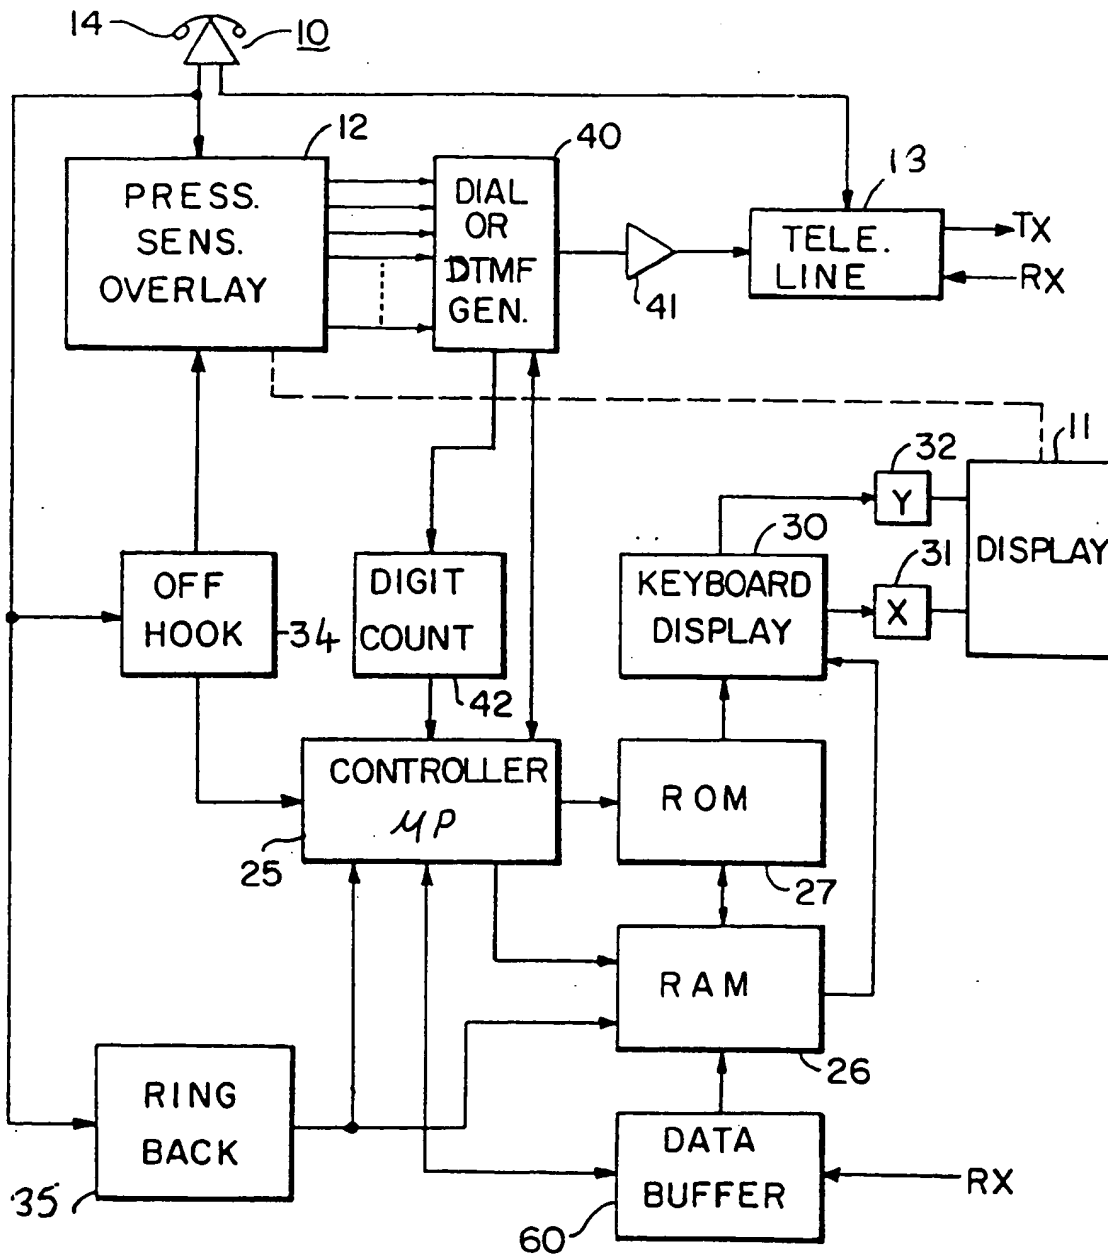 14
10
12
40
13
PRESS.
SENS.
OVERLAY
DIAL
OR
DTMF
GEN.
41
TELE.
LINE
TX
RX
11
32
Y
30
31
X
DISPLAY
KEYBOARD
DISPLAY
OFF
HOOK
34
DIGIT
COUNT
42
CONTROLLER
μP
25
ROM
27
RAM
26
RING
BACK
35
DATA
BUFFER
60
RX